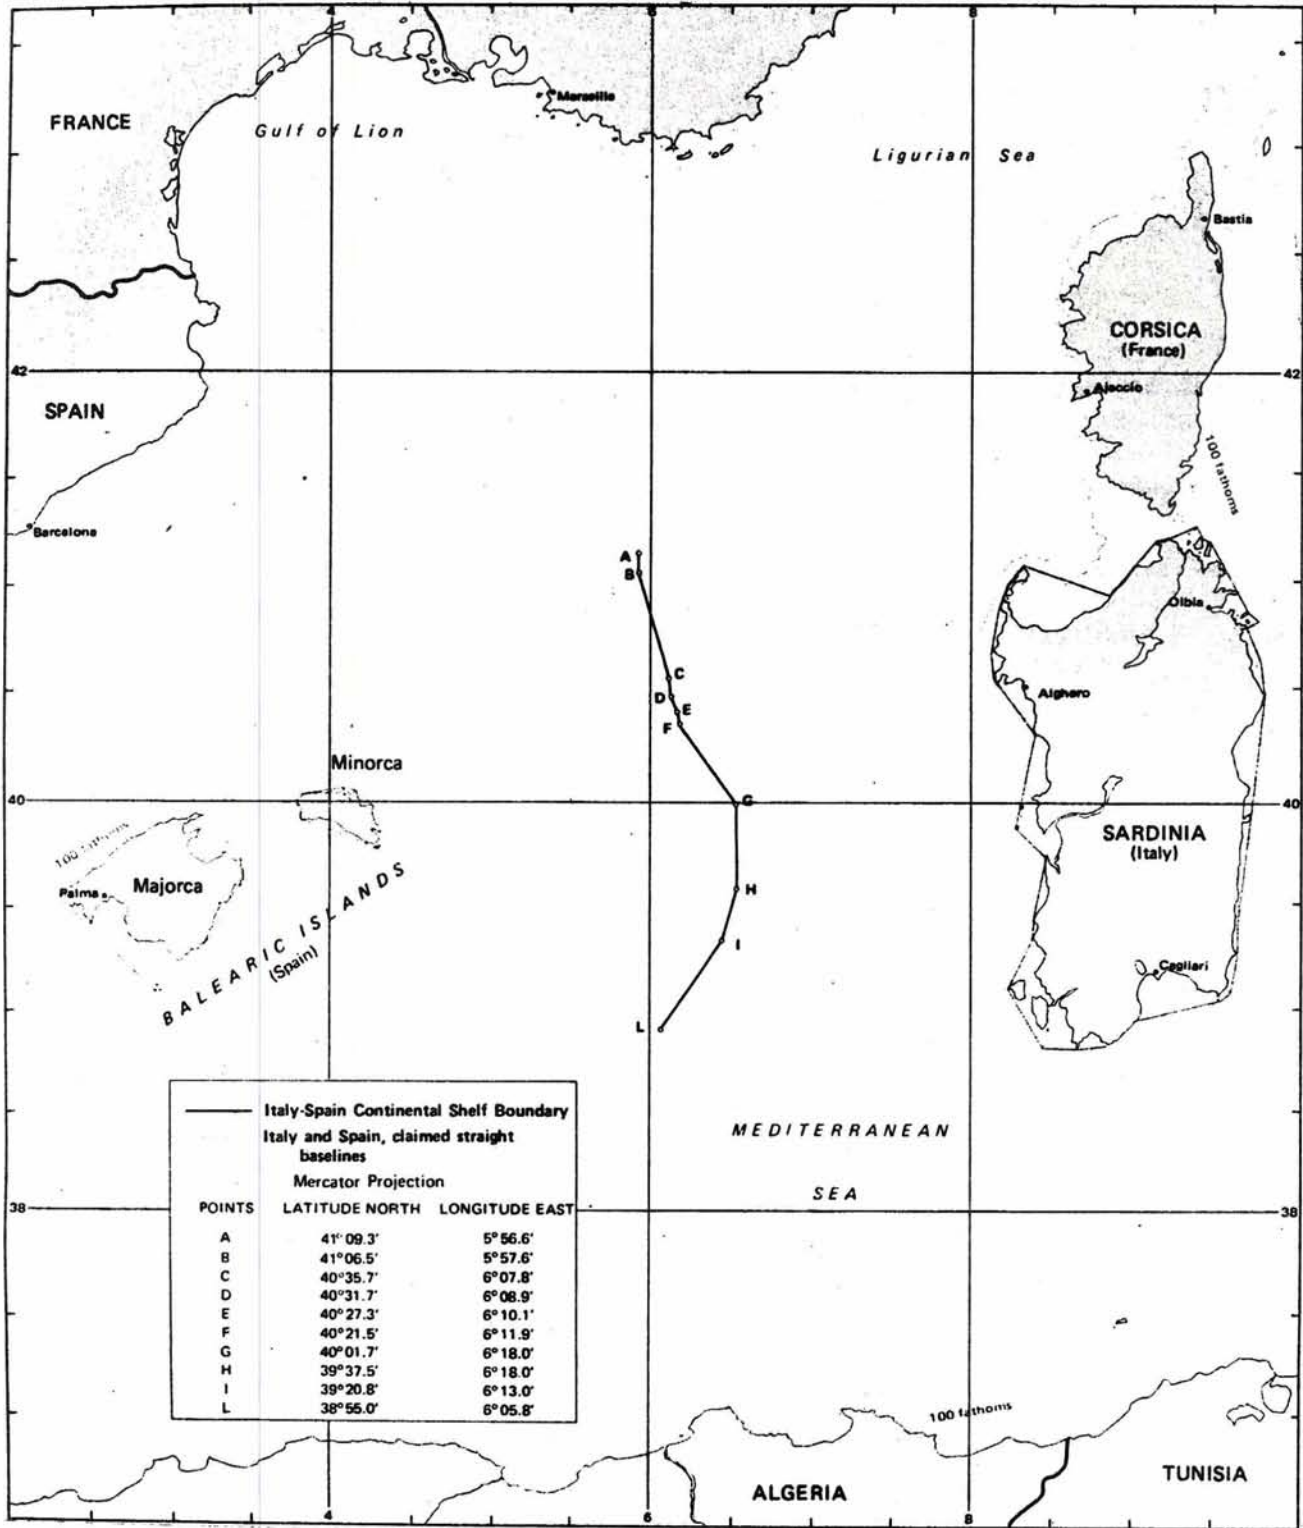 4
6
8
FRANCE
Gulf of Lion
Marseille
Ligurian Sea
Bastia
CORSICA
(France)
42
42
SPAIN
Ajaccio
100 fathoms
Barcelona
A
B
Olbia
C
D
E
F
Alghero
Minorca
40
G
40
100 fathoms
SARDINIA
(Italy)
Palma
Majorca
H
BALEARIC ISLANDS
(Spain)
I
Cagliari
L
Italy-Spain Continental Shelf Boundary
Italy and Spain, claimed straight
baselines
Mercator Projection
MEDITERRANEAN
SEA
POINTS LATITUDE NORTH LONGITUDE EAST
38
38
A 41° 09.3' 5° 56.6'
B 41° 06.5' 5° 57.6'
C 40° 35.7' 6° 07.8'
D 40° 31.7' 6° 08.9'
E 40° 27.3' 6° 10.1'
F 40° 21.5' 6° 11.9'
G 40° 01.7' 6° 18.0'
H 39° 37.5' 6° 18.0'
I 39° 20.8' 6° 13.0'
L 38° 55.0' 6° 05.8'
100 fathoms
ALGERIA
TUNISIA
4
6
8